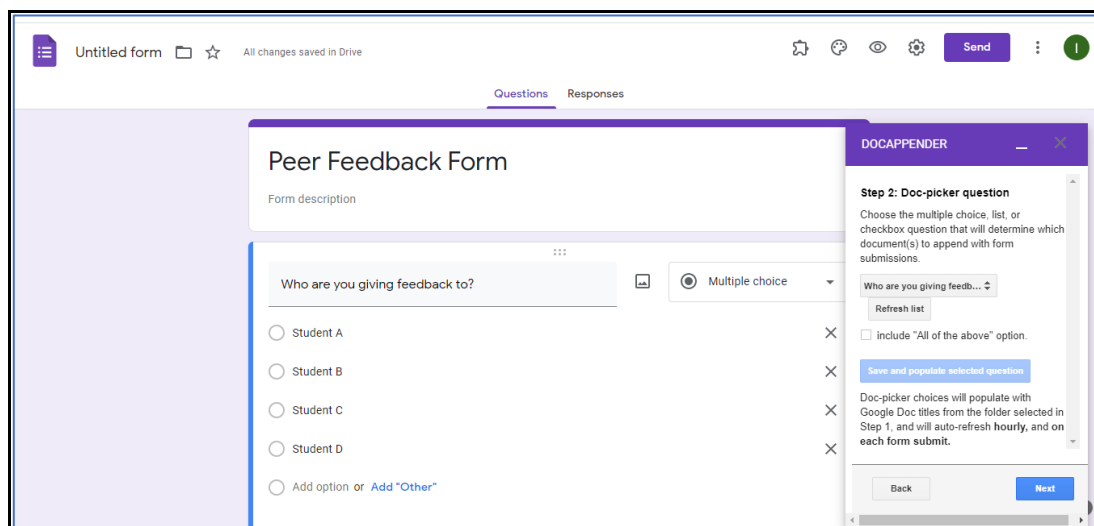 Untitled form
All changes saved in Drive
Send
I
Questions
Responses
Peer Feedback Form
Form description
Who are you giving feedback to?
Multiple choice
Student A
Student B
Student C
Student D
Add option or Add "Other"
DOCAPPENDER
Step 2: Doc-picker question
Choose the multiple choice, list, or
checkbox question that will determine which
document(s) to append with form
submissions.
Who are you giving feedb...
Refresh list
include "All of the above" option.
Save and populate selected question
Doc-picker choices will populate with
Google Doc titles from the folder selected in
Step 1, and will auto-refresh hourly, and on
each form submit.
Back
Next